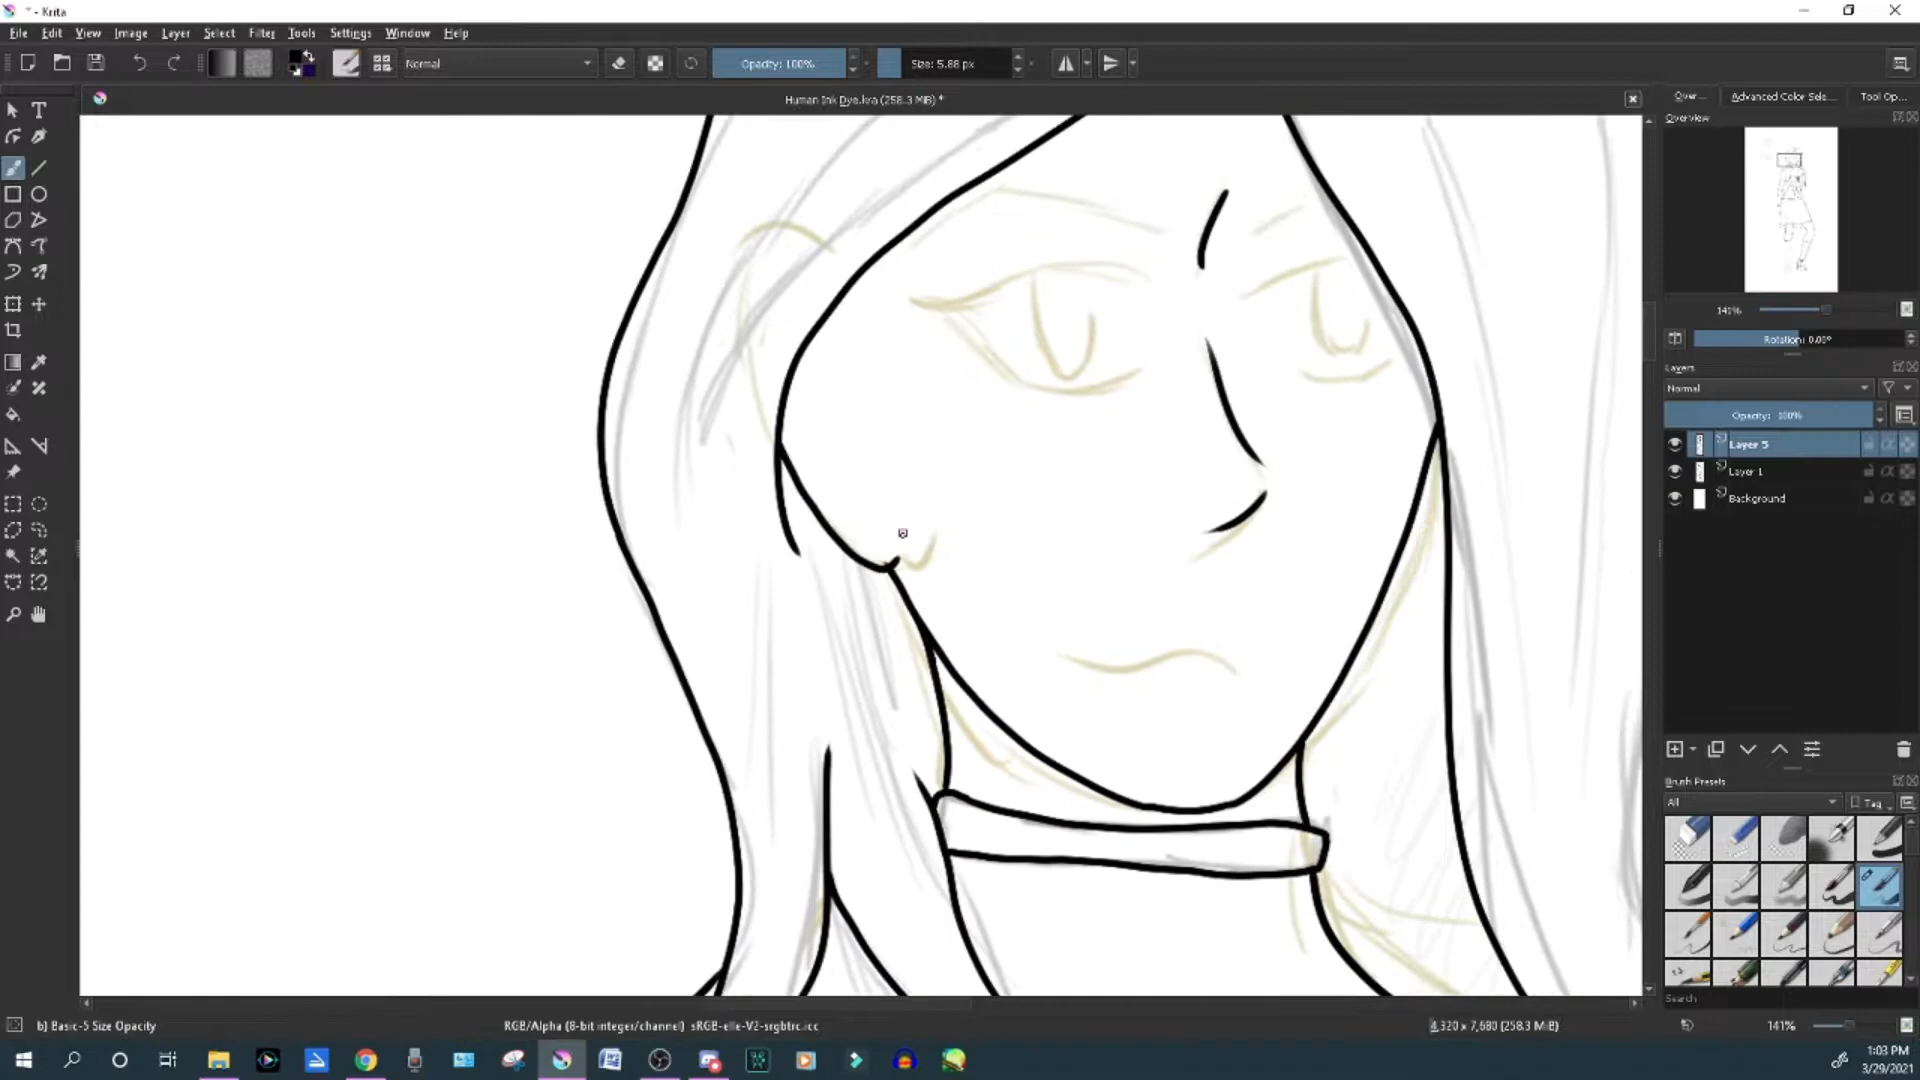 * - Krita
File Edit View Image Layer Select Filter Tools Settings Window Help
Normal Opacity: 100% Size: 5.88 px
Human Ink Dye.kra (258.3 MiB) *
Over... Advanced Color Sele... Tool Op...
Overview
141%
Rotation: 0.00°
Layers
Normal
Opacity: 100%
Layer 5
Layer 1
Background
Brush Presets
All Tag
Search
b) Basic-5 Size Opacity RGB/Alpha (8-bit integer/channel) sRGB-elle-V2-srgbtrc.icc 4,320 x 7,680 (258.3 MiB) 141%
1:03 PM
3/29/2021